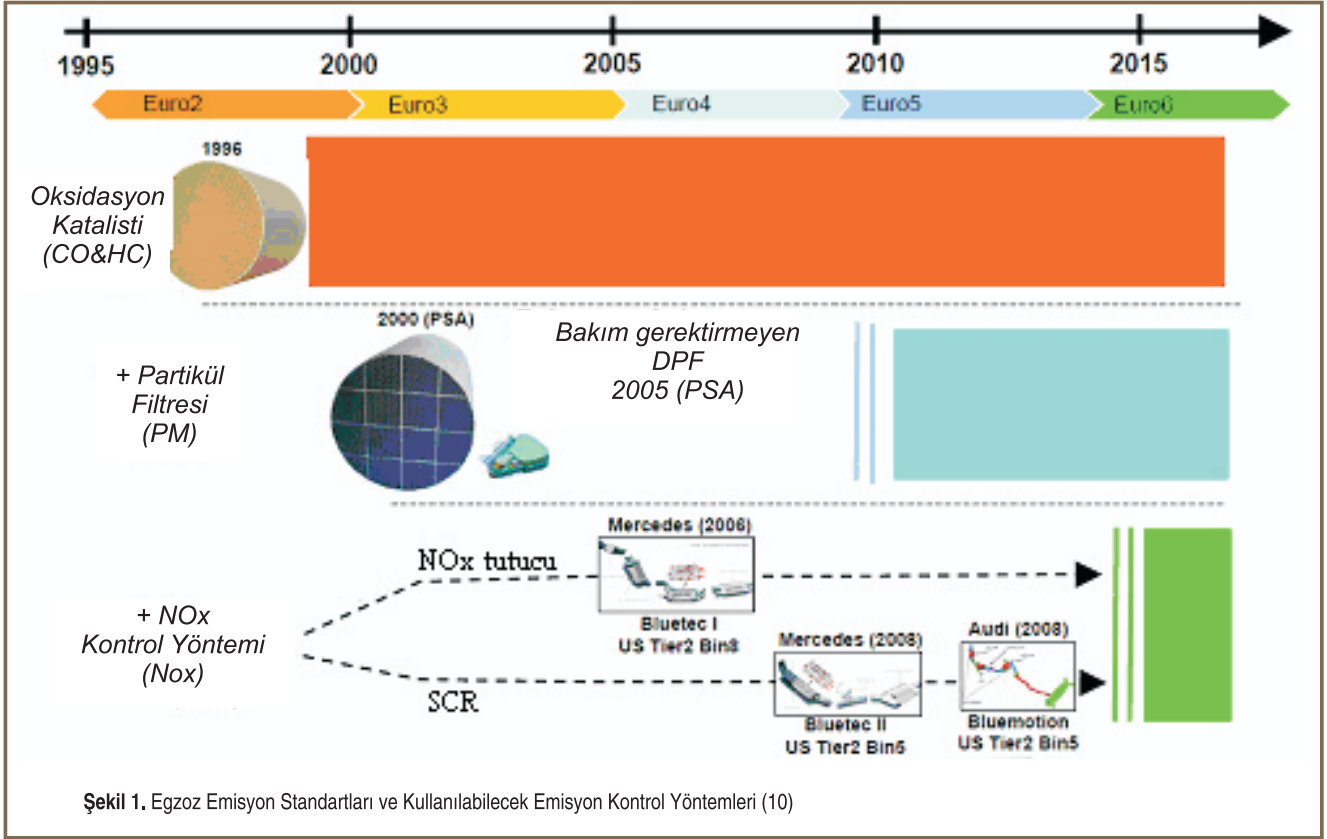 1995 2000 2005 2010 2015
Euro2 Euro3 Euro4 Euro5 Euro6
1996
Oksidasyon
Katalisti
(CO&HC)
2000 (PSA)
Bakım gerektirmeyen
DPF
2005 (PSA)
+ Partikül
Filtresi
(PM)
Mercedes (2006)
NOx tutucu
Bluetec I
US Tier2 Bin8
+ NOx
Kontrol Yöntemi
(Nox)
SCR
Mercedes (2008)
Bluetec II
US Tier2 Bin5
Audi (2008)
Bluemotion
US Tier2 Bin5
Şekil 1. Egzoz Emisyon Standartları ve Kullanılabilecek Emisyon Kontrol Yöntemleri (10)